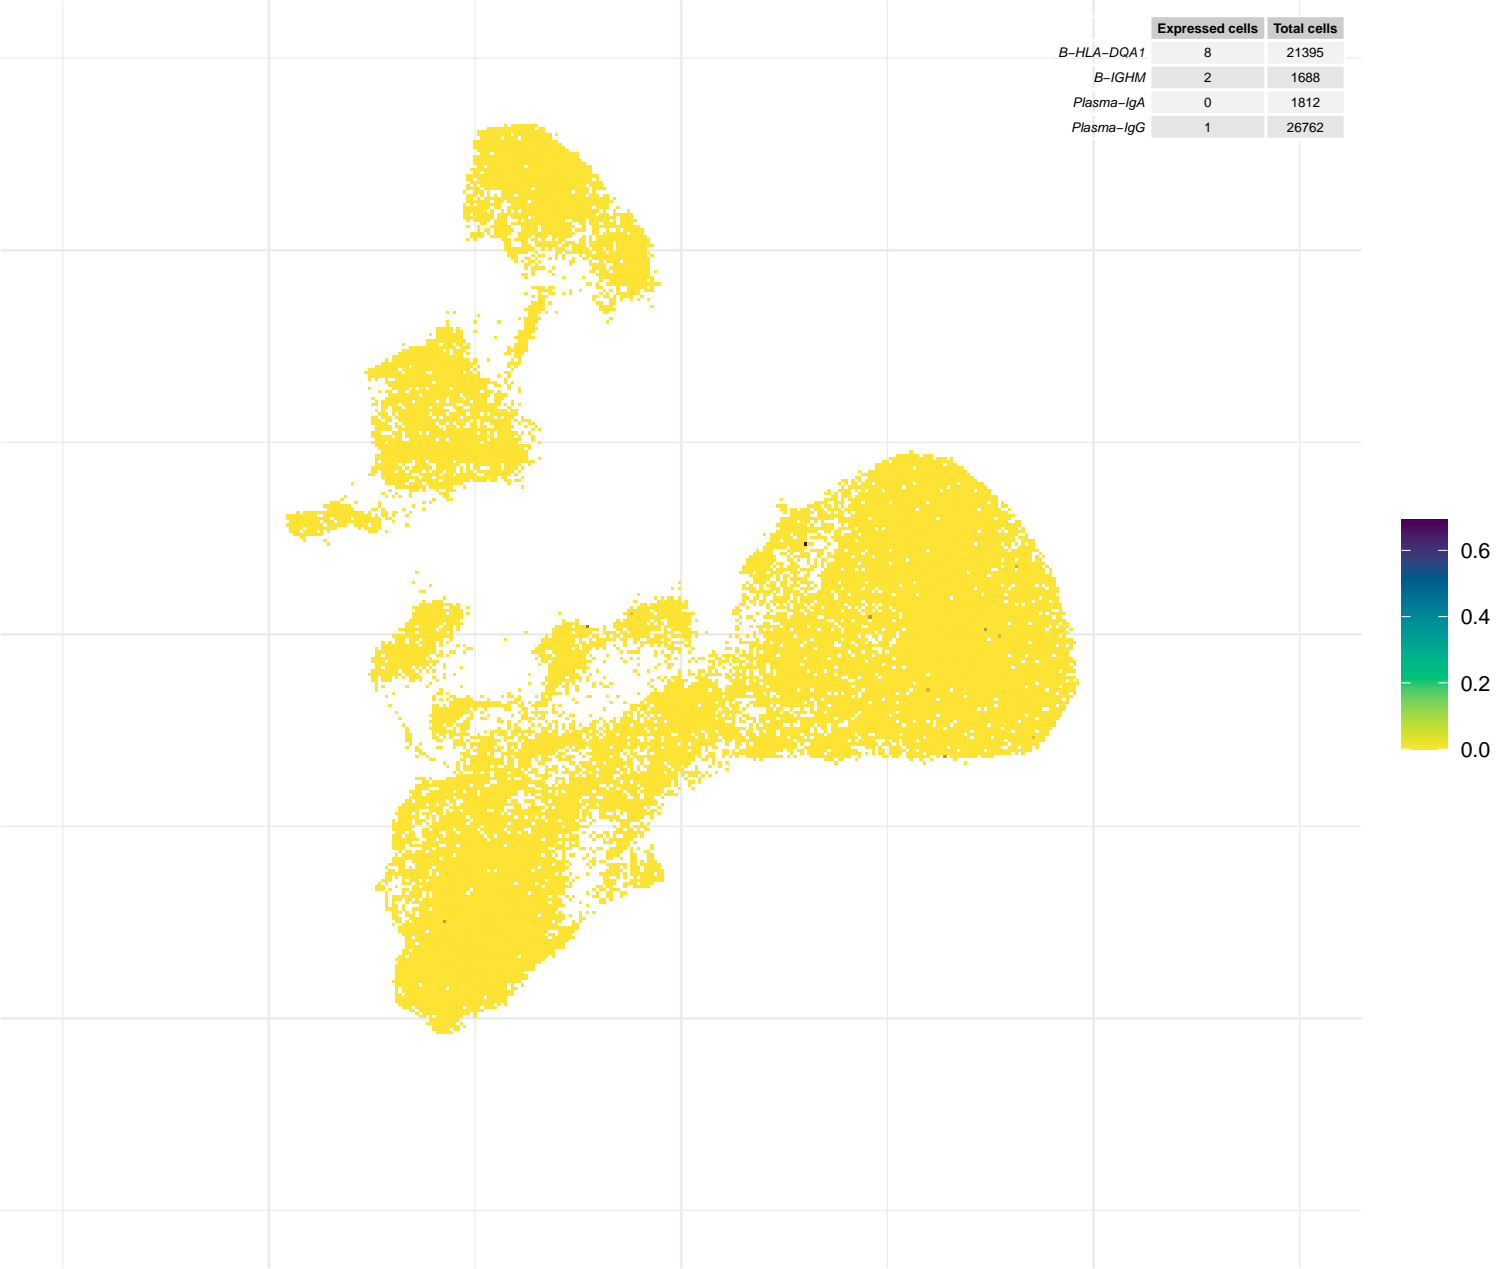 Expressed cells Total cells
B−HLA−DQA1 8 21395
B−IGHM 2 1688
Plasma−IgA 0 1812
Plasma−IgG 1 26762
0.6
0.4
0.2
0.0